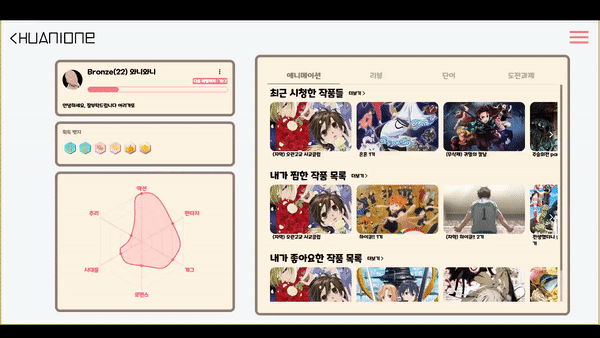 <HUANIONE
Bronze(22) 와니와니
안녕하세요, 잘부탁드립니다 여러가로
획득 뱃지
액션
판타지
개그
로맨스
시대물
추리
애니메이션 리뷰 단어 도전과제
최근 시청한 작품들 더보기 >
(자막) 오란고교 사교클럽
은혼 1기
(무삭제) 귀멸의 칼날
주술회전 pa
내가 찜한 작품 목록 더보기 >
(자막) 오란고교 사교클럽
하이큐!! 1기
(자막) 하이큐!! 2기
기
내가 좋아요한 작품 목록 더보기 >